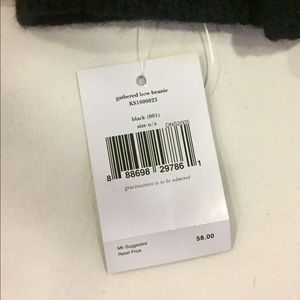 gathered bow beanie
KS1000025
black (001)
size o/s
DNS2006
8 88698 29786 1
graciousness is to be admired
Mfr Suggested
Retail Price
58.00